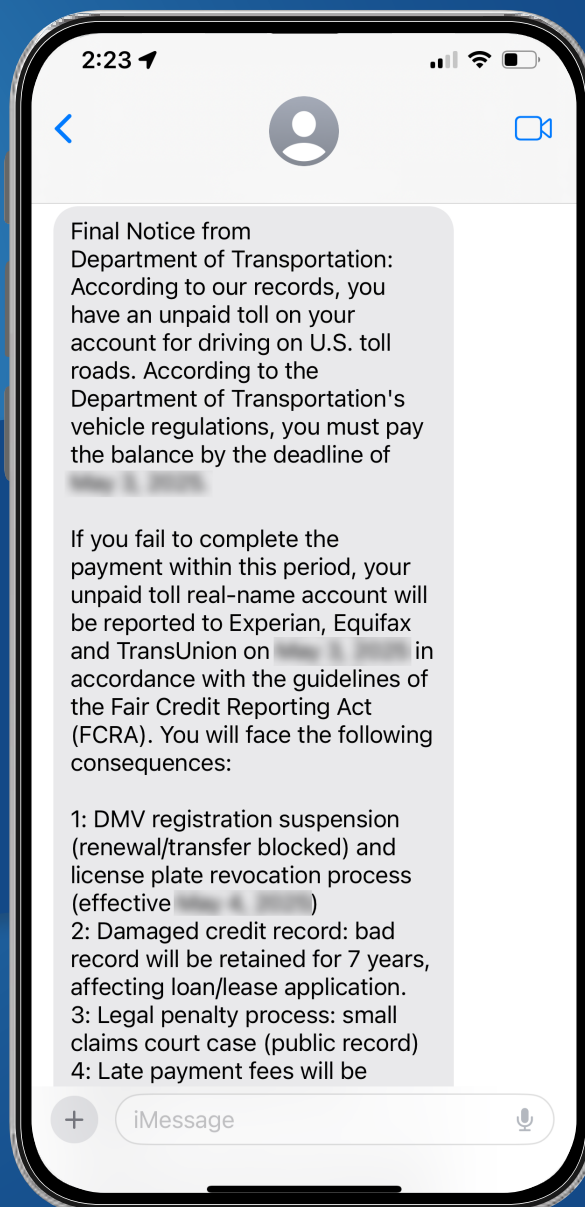 2:23
Final Notice from
Department of Transportation:
According to our records, you
have an unpaid toll on your
account for driving on U.S. toll
roads. According to the
Department of Transportation's
vehicle regulations, you must pay
the balance by the deadline of
If you fail to complete the
payment within this period, your
unpaid toll real-name account will
be reported to Experian, Equifax
and TransUnion on in
accordance with the guidelines of
the Fair Credit Reporting Act
(FCRA). You will face the following
consequences:
1: DMV registration suspension
(renewal/transfer blocked) and
license plate revocation process
(effective )
2: Damaged credit record: bad
record will be retained for 7 years,
affecting loan/lease application.
3: Legal penalty process: small
claims court case (public record)
4: Late payment fees will be
iMessage